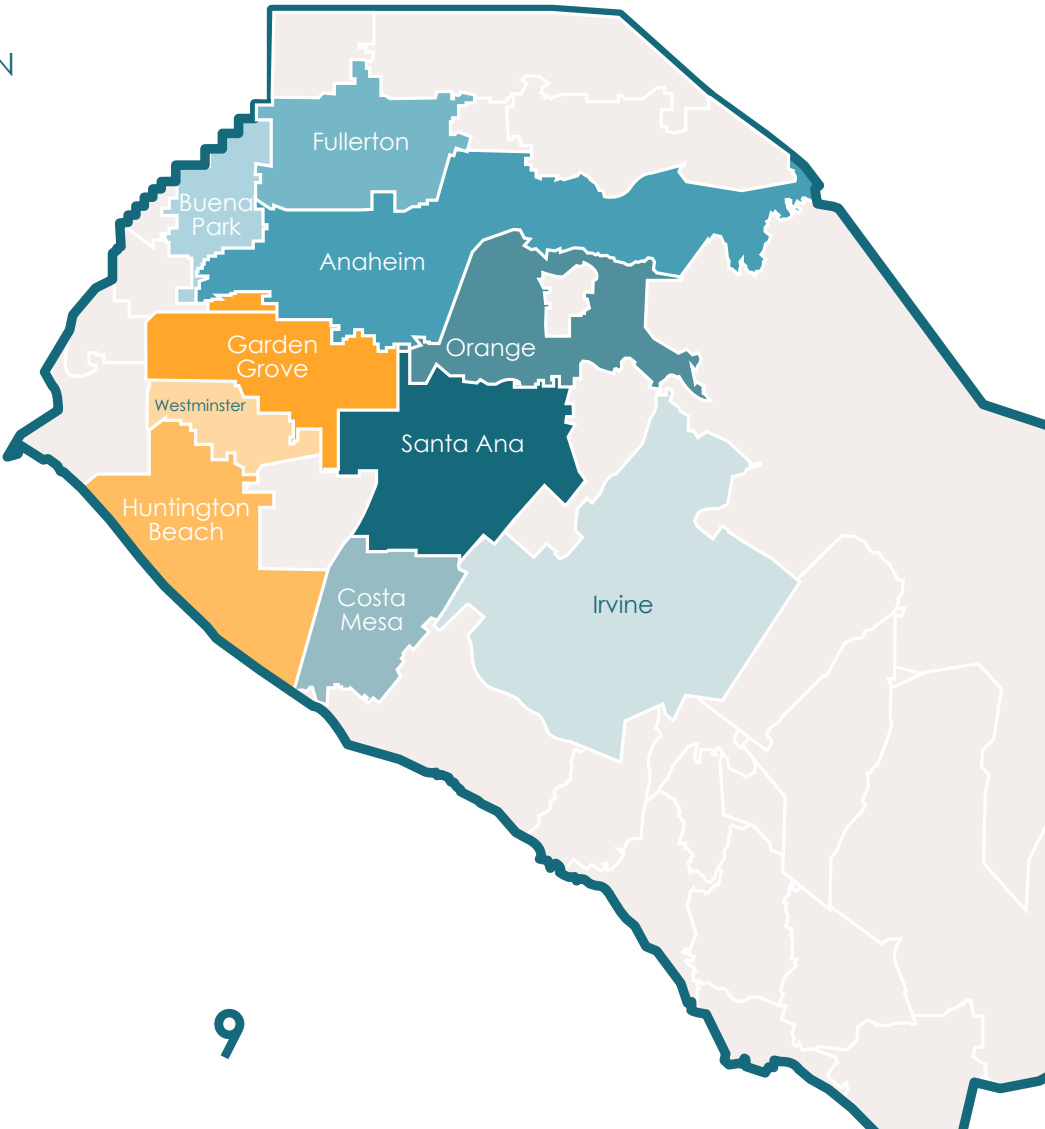 N
Fullerton
Buena
Park
Anaheim
Garden
Grove
Orange
Westminster
Santa Ana
Huntington
Beach
Costa
Mesa
Irvine
9